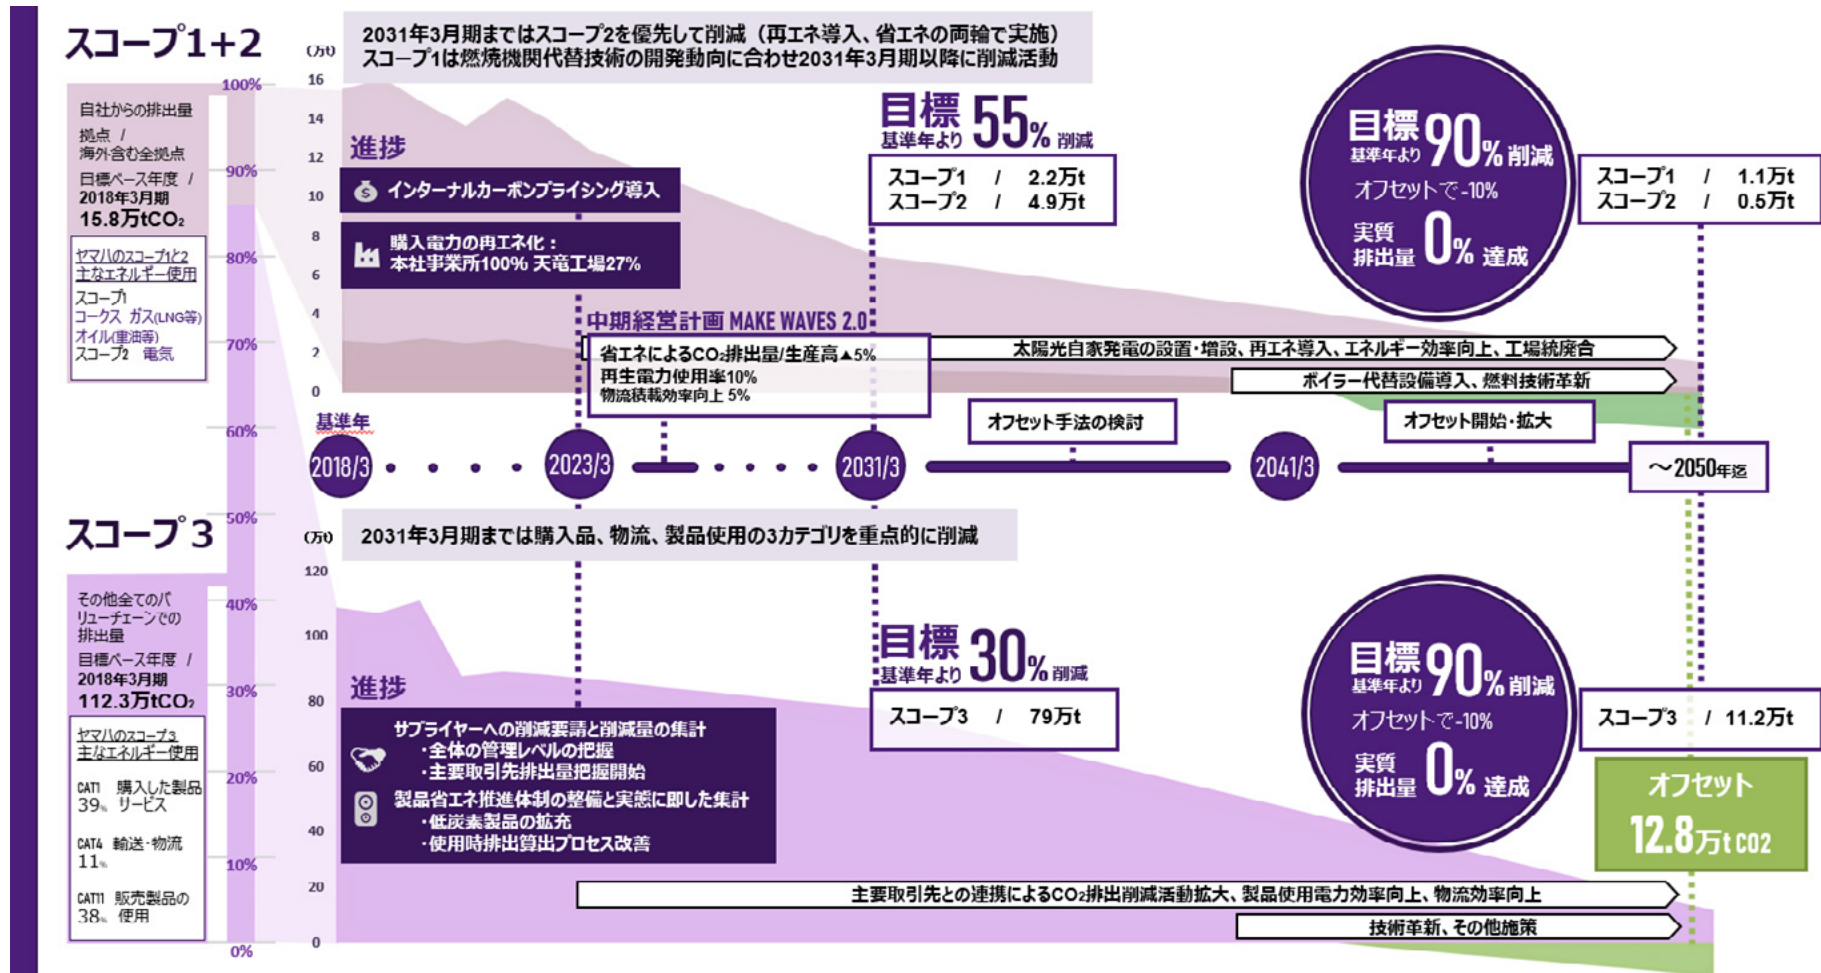 スコープ1+2
(万t)
2031年3月期まではスコープ2を優先して削減（再エネ導入、省エネの両輪で実施）
スコープ1は燃焼機関代替技術の開発動向に合わせ2031年3月期以降に削減活動
自社からの排出量
拠点 /
海外含む全拠点
目標ベース年度 /
2018年3月期
15.8万tCO₂
ヤマハのスコープ1と2
主なエネルギー使用
スコープ1
コークス ガス(LNG等)
オイル(重油等)
スコープ2 電気
100%
90%
80%
70%
60%
50%
40%
30%
20%
10%
0%
16
14
12
10
8
6
4
2
0
進捗
インターナルカーボンプライシング導入
購入電力の再エネ化：
本社事業所100% 天竜工場27%
目標 55% 削減
基準年より
スコープ1 / 2.2万t
スコープ2 / 4.9万t
目標 90% 削減
基準年より
オフセットで-10%
実質 0% 達成
排出量
スコープ1 / 1.1万t
スコープ2 / 0.5万t
中期経営計画 MAKE WAVES 2.0
省エネによるCO₂排出量/生産高▲5%
再生電力使用率10%
物流積載効率向上 5%
太陽光自家発電の設置・増設、再エネ導入、エネルギー効率向上、工場統廃合
ボイラー代替設備導入、燃料技術革新
オフセット手法の検討
オフセット開始・拡大
基準年
2018/3
2023/3
2031/3
2041/3
～2050年迄
スコープ3
(万t)
2031年3月期までは購入品、物流、製品使用の3カテゴリを重点的に削減
その他全てのバ
リューチェーンでの
排出量
目標ベース年度 /
2018年3月期
112.3万tCO₂
ヤマハのスコープ3
主なエネルギー使用
CAT1 購入した製品
39% サービス
CAT4 輸送・物流
11%
CAT11 販売製品の
38% 使用
120
100
80
60
40
20
0
進捗
サプライヤーへの削減要請と削減量の集計
・全体の管理レベルの把握
・主要取引先排出量把握開始
製品省エネ推進体制の整備と実態に即した集計
・低炭素製品の拡充
・使用時排出算出プロセス改善
目標 30% 削減
基準年より
スコープ3 / 79万t
目標 90% 削減
基準年より
オフセットで-10%
実質 0% 達成
排出量
スコープ3 / 11.2万t
オフセット
12.8万t CO2
主要取引先との連携によるCO₂排出削減活動拡大、製品使用電力効率向上、物流効率向上
技術革新、その他施策